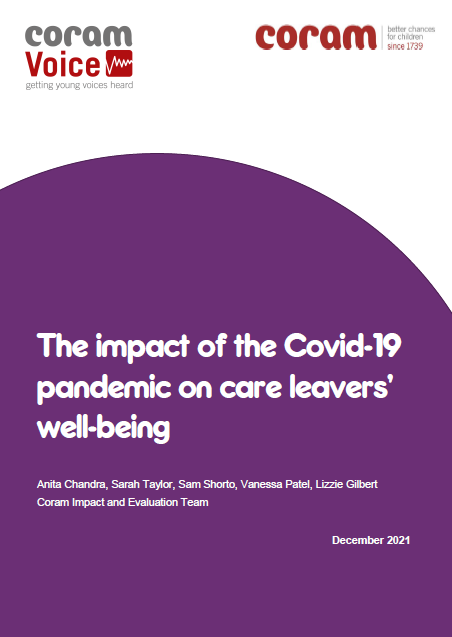 coram
Voice
getting young voices heard
coram
better chances
for children
since 1739
The impact of the Covid-19
pandemic on care leavers'
well-being
Anita Chandra, Sarah Taylor, Sam Shorto, Vanessa Patel, Lizzie Gilbert
Coram Impact and Evaluation Team
December 2021